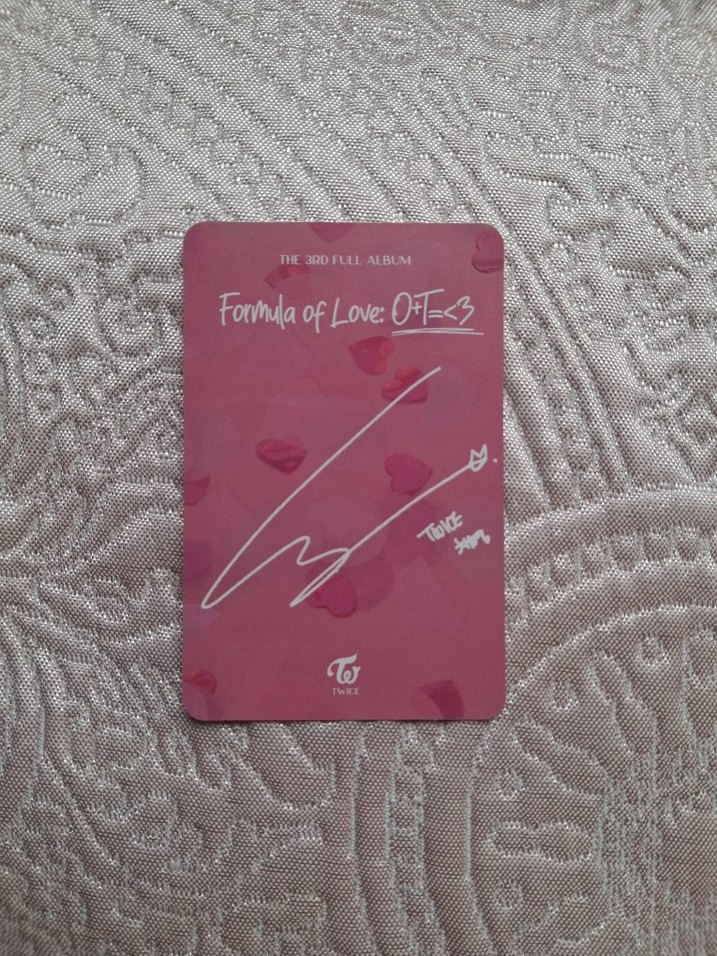 THE 3RD FULL ALBUM
Formula of Love: O+T=<3
TWICE
TWICE